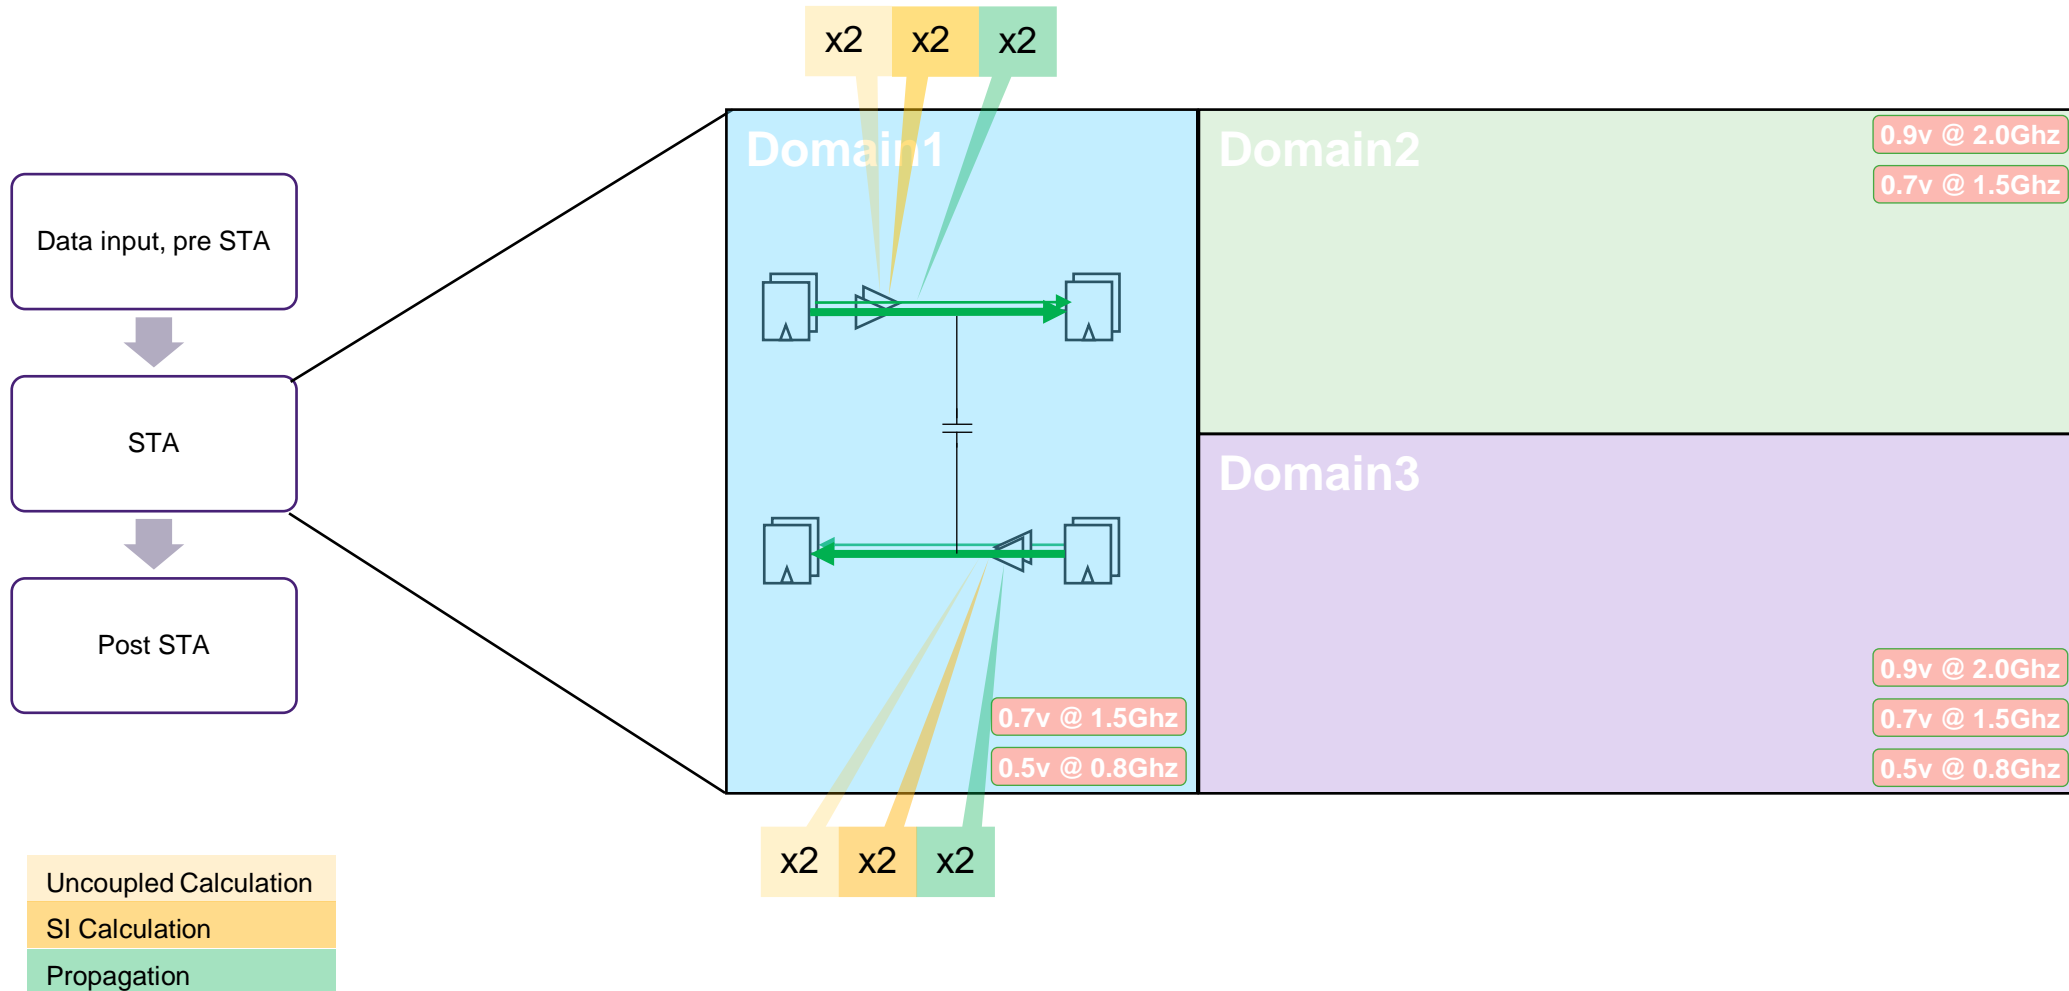 x2 x2 x2
Domain1
Domain2
0.9v @ 2.0Ghz
0.7v @ 1.5Ghz
Data input, pre STA
STA
Post STA
Domain3
0.7v @ 1.5Ghz
0.5v @ 0.8Ghz
0.9v @ 2.0Ghz
0.7v @ 1.5Ghz
0.5v @ 0.8Ghz
x2 x2 x2
Uncoupled Calculation
SI Calculation
Propagation